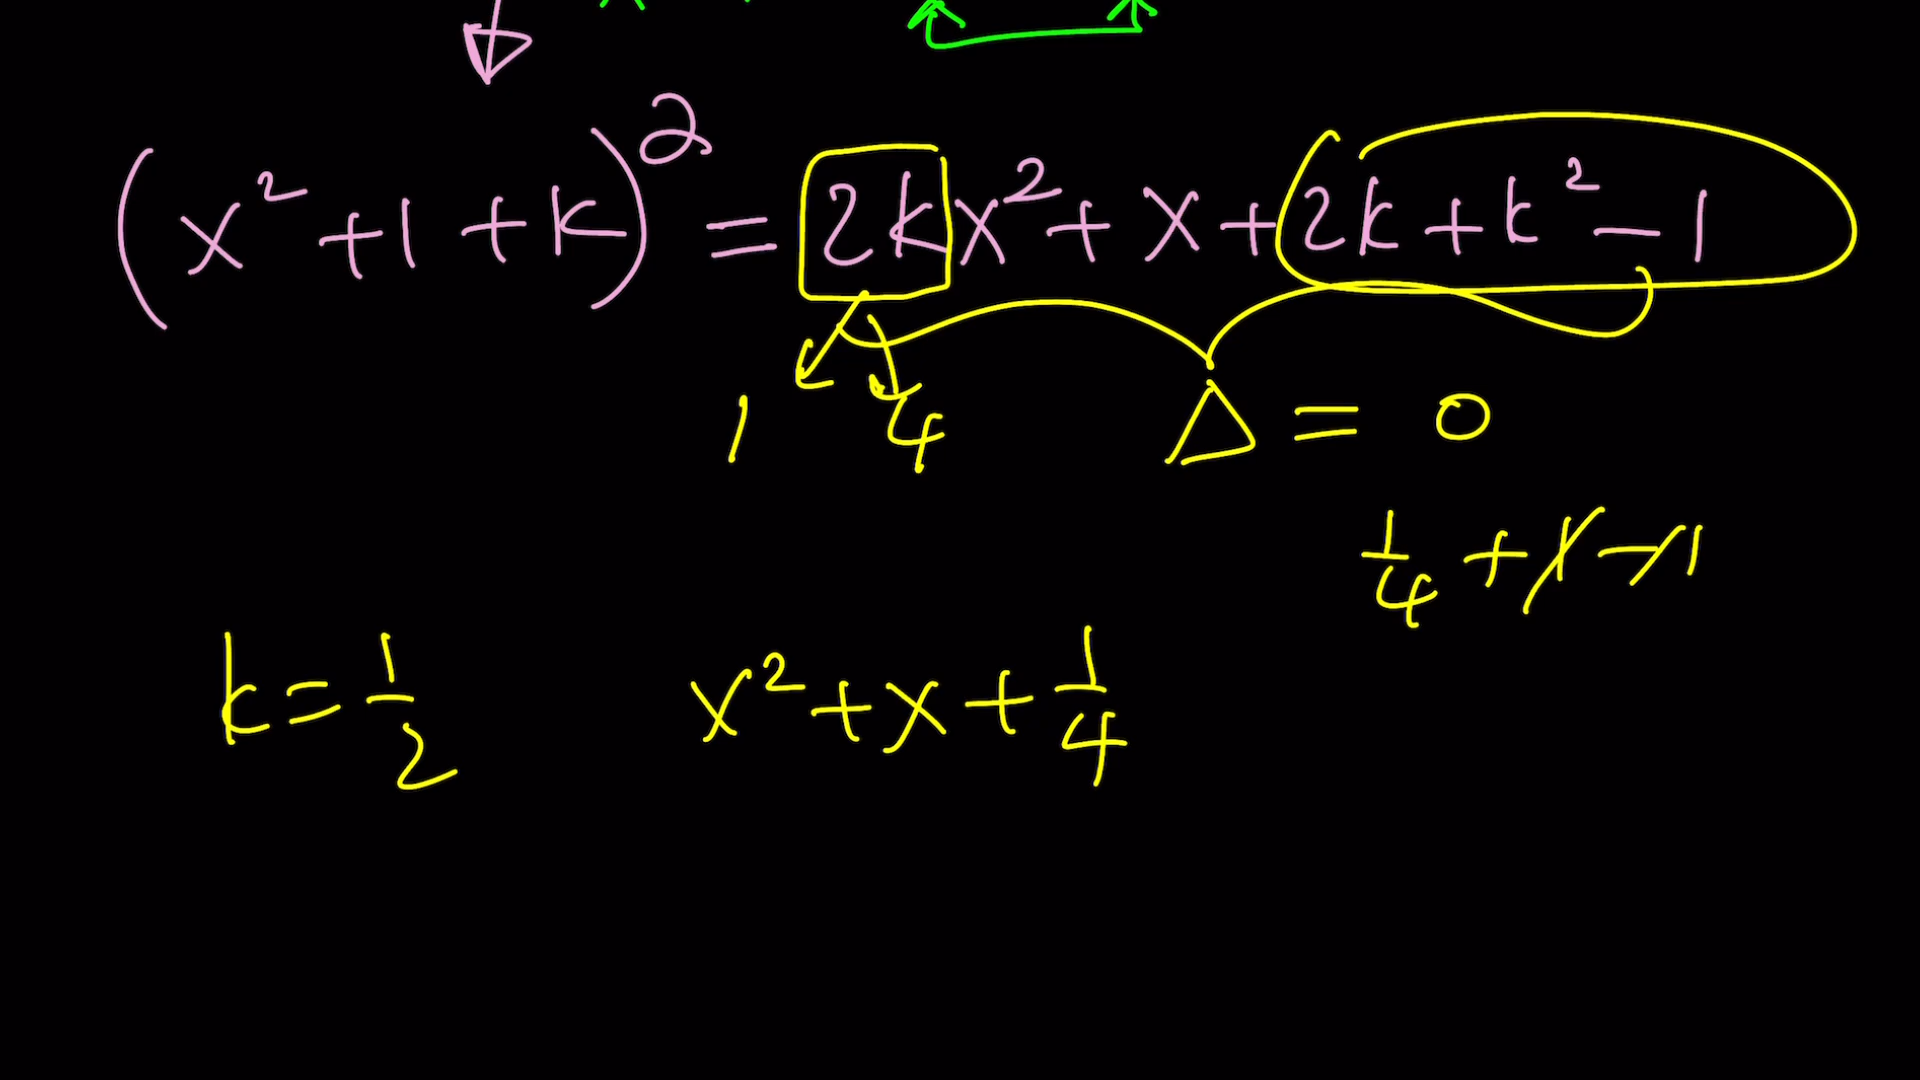 (x² + 1 + k)² = 2kx² + x + 2k + k² − 1
1 4 Δ = 0
1/4 + 1 − 1
k = 1/2 x² + x + 1/4